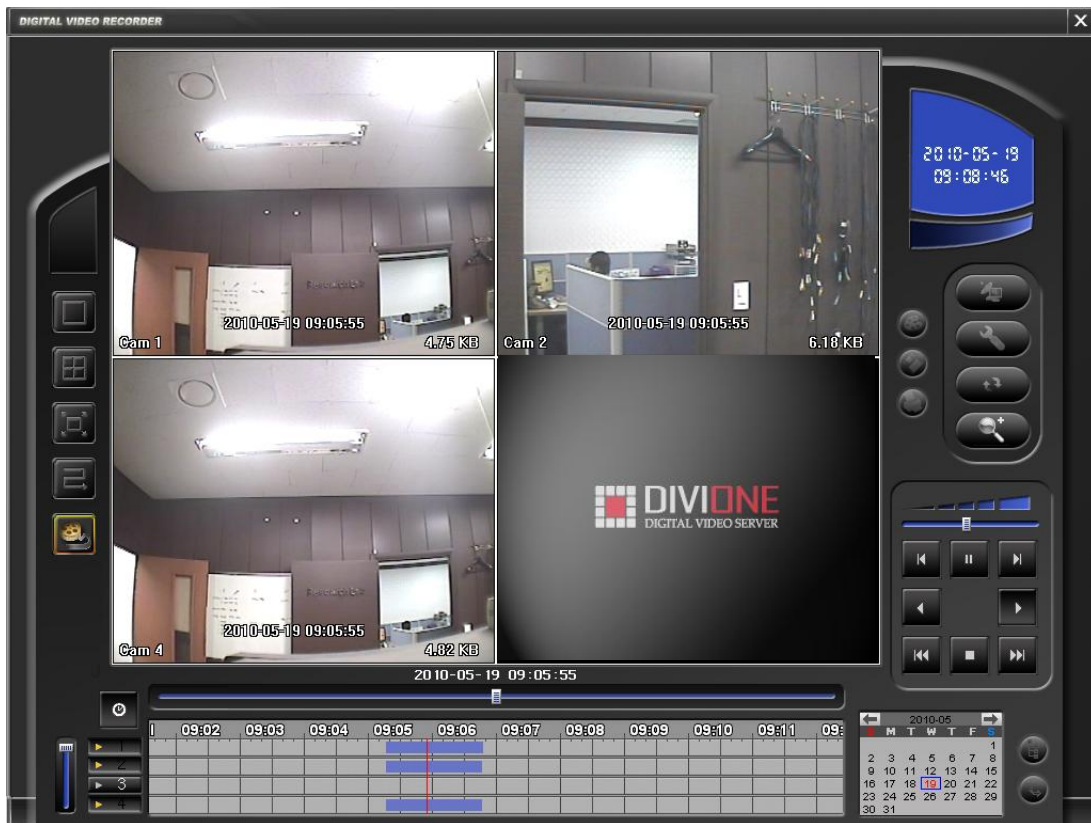 DIGITAL VIDEO RECORDER
X
2010-05-19
09:08:46
2010-05-19 09:05:55
Cam 1
4.75 KB
2010-05-19 09:05:55
Cam 2
6.18 KB
2010-05-19 09:05:55
Cam 4
4.82 KB
DIVIONE
DIGITAL VIDEO SERVER
2010-05-19 09:05:55
09:02 09:03 09:04 09:05 09:06 09:07 09:08 09:09 09:10 09:11 09:
1
2
3
4
2010-05
S M T W T F S
1
2 3 4 5 6 7 8
9 10 11 12 13 14 15
16 17 18 19 20 21 22
23 24 25 26 27 28 29
30 31